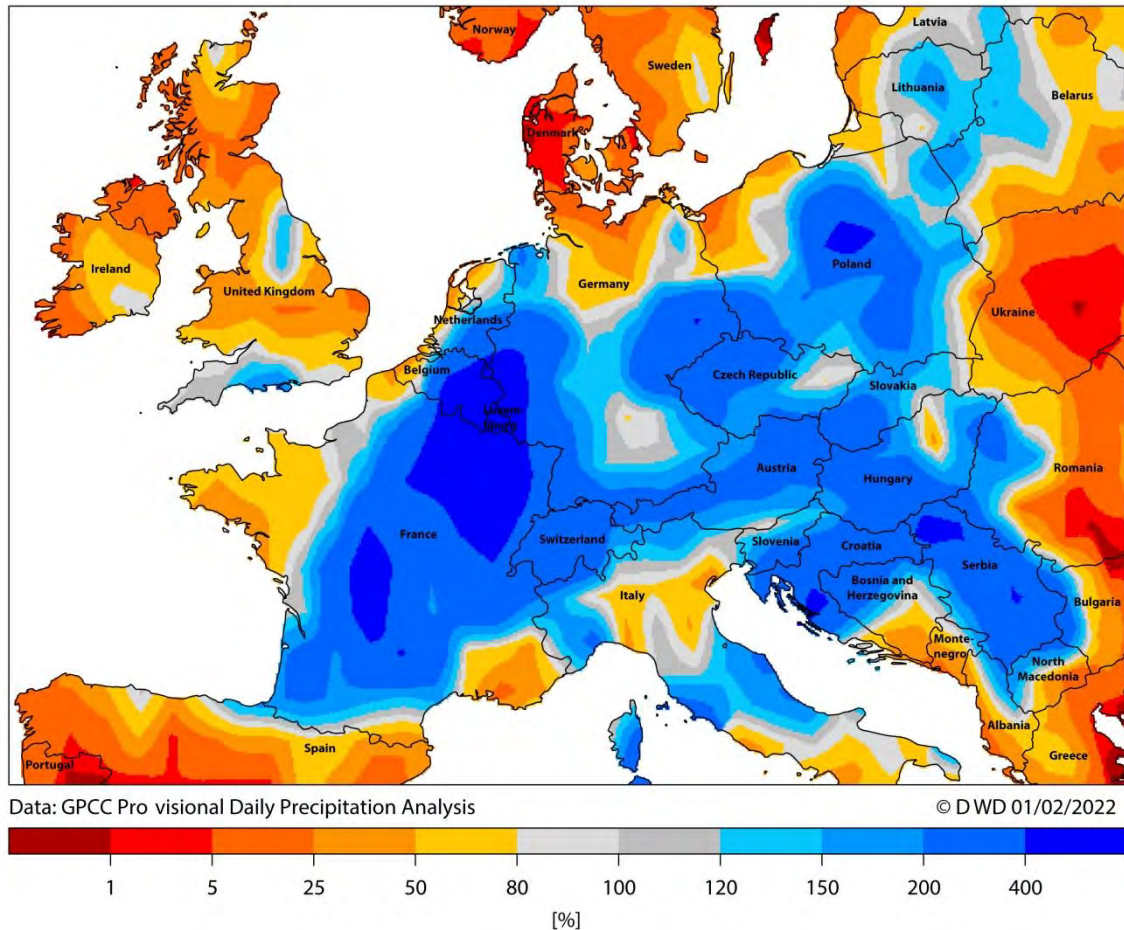 Norway
Latvia
Sweden
Lithuania
Belarus
Denmark
Ireland
United Kingdom
Germany
Poland
Ukraine
Netherlands
Belgium
Czech Republic
Slovakia
Austria
Romania
Hungary
France
Switzerland
Slovenia
Croatia
Serbia
Bosnia and
Herzegovina
Italy
Bulgaria
Monte-
negro
North
Macedonia
Albania
Spain
Greece
Portugal
Data: GPCC Pro visional Daily Precipitation Analysis
© D WD 01/02/2022
1 5 25 50 80 100 120 150 200 400
[%]